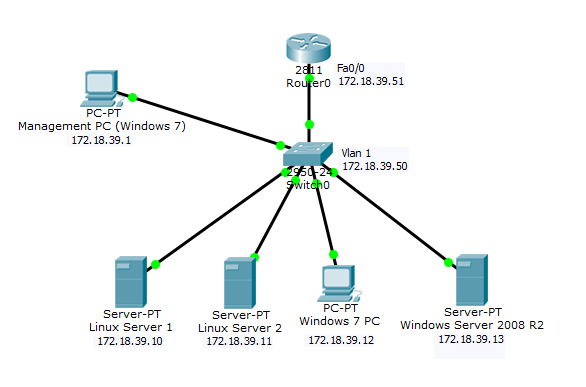 2811
Router0
Fa0/0
172.18.39.51
PC-PT
Management PC (Windows 7)
172.18.39.1
2950-24
Switch0
Vlan 1
172.18.39.50
Server-PT
Linux Server 1
172.18.39.10
Server-PT
Linux Server 2
172.18.39.11
PC-PT
Windows 7 PC
172.18.39.12
Server-PT
Windows Server 2008 R2
172.18.39.13